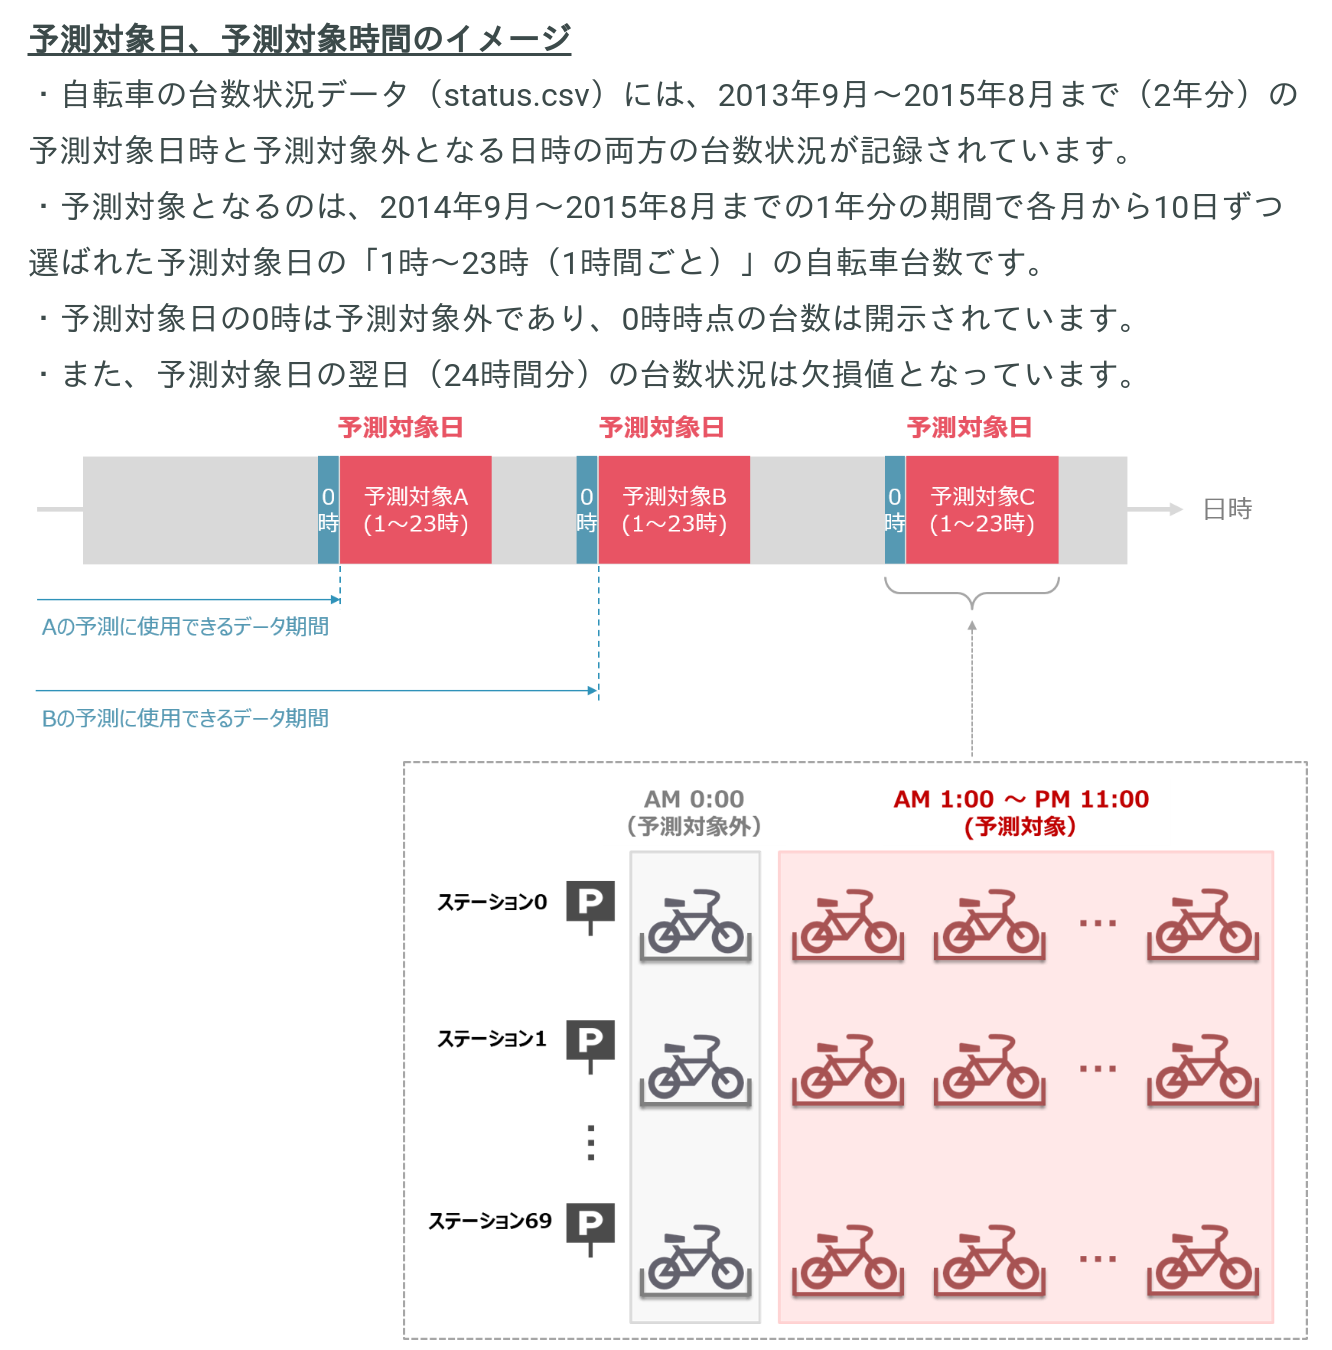 予測対象日、予測対象時間のイメージ
・自転車の台数状況データ（status.csv）には、2013年9月～2015年8月まで（2年分）の
予測対象日時と予測対象外となる日時の両方の台数状況が記録されています。
・予測対象となるのは、2014年9月～2015年8月までの1年分の期間で各月から10日ずつ
選ばれた予測対象日の「1時～23時（1時間ごと）」の自転車台数です。
・予測対象日の0時は予測対象外であり、0時時点の台数は開示されています。
・また、予測対象日の翌日（24時間分）の台数状況は欠損値となっています。
予測対象日
予測対象日
予測対象日
0
時
予測対象A
(1～23時)
0
時
予測対象B
(1～23時)
0
時
予測対象C
(1～23時)
日時
Aの予測に使用できるデータ期間
Bの予測に使用できるデータ期間
AM 0:00
（予測対象外）
AM 1:00 ～ PM 11:00
(予測対象）
ステーション0
P
ステーション1
P
⋮
ステーション69
P
…
…
…